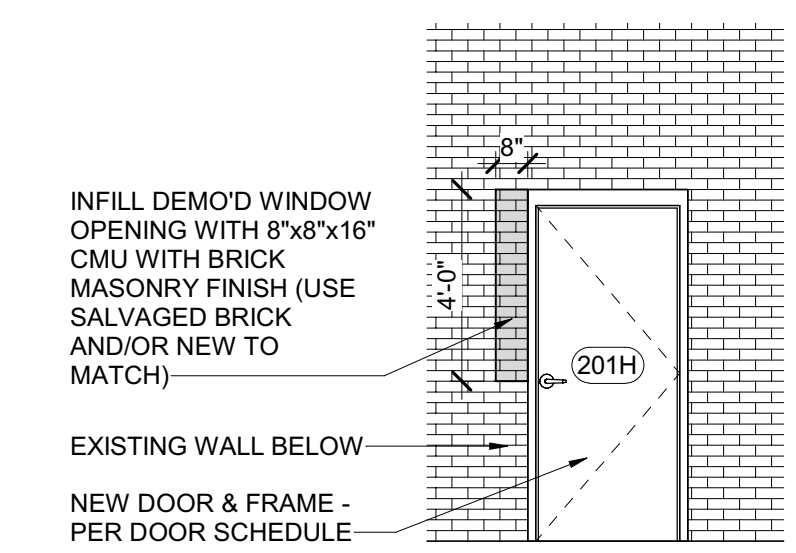 8"
INFILL DEMO'D WINDOW
OPENING WITH 8"x8"x16"
CMU WITH BRICK
MASONRY FINISH (USE
SALVAGED BRICK
AND/OR NEW TO
MATCH)
4'-0"
201H
EXISTING WALL BELOW
NEW DOOR & FRAME -
PER DOOR SCHEDULE